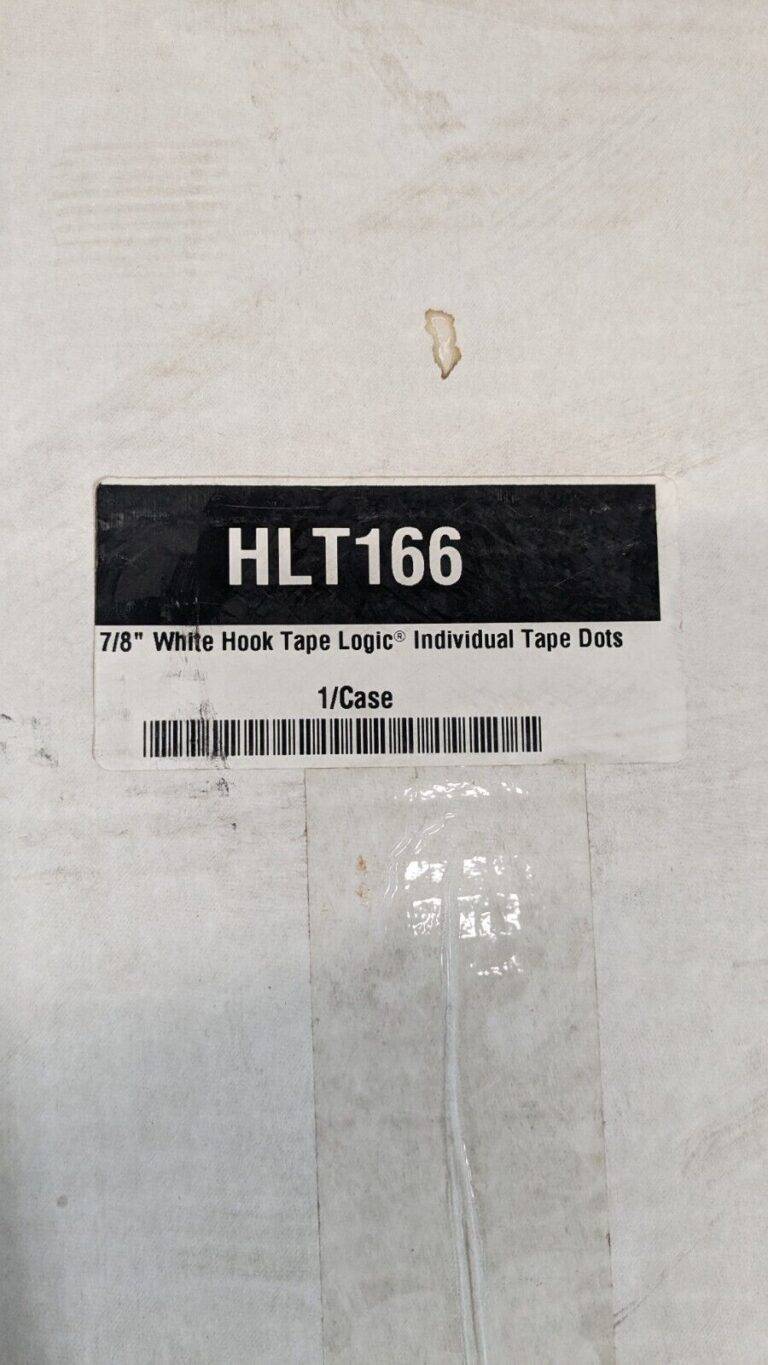 HLT166
7/8" White Hook Tape Logic® Individual Tape Dots
1/Case